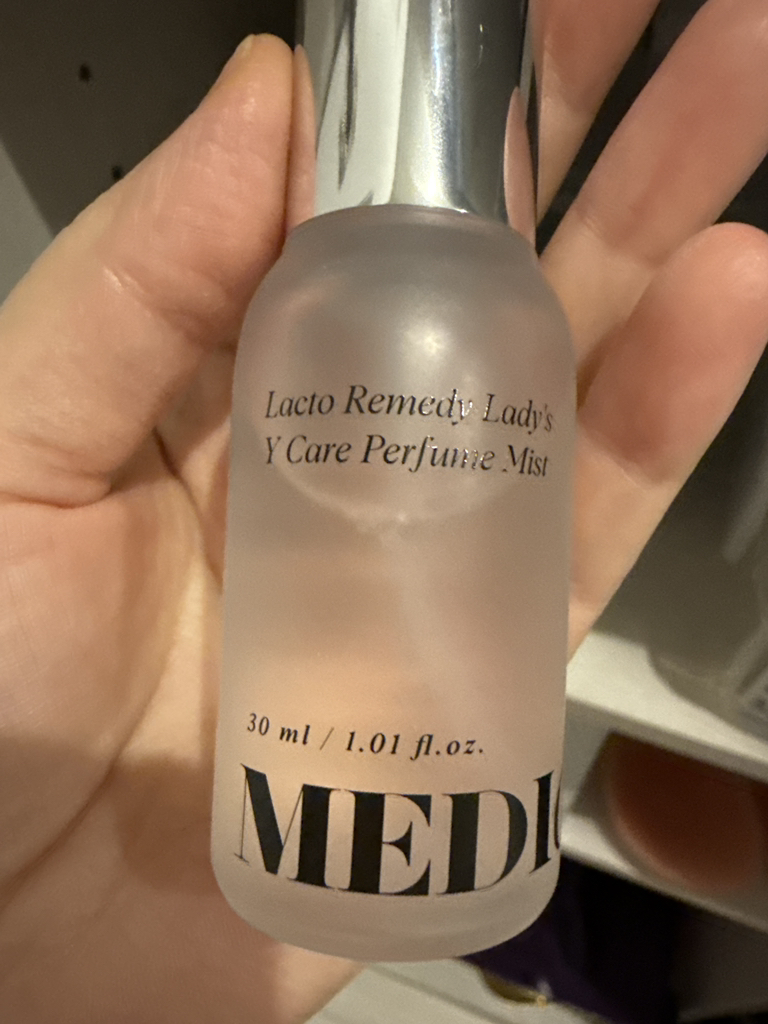 Lacto Remedy Lady's
Y Care Perfume Mist
30 ml / 1.01 fl.oz.
MEDI